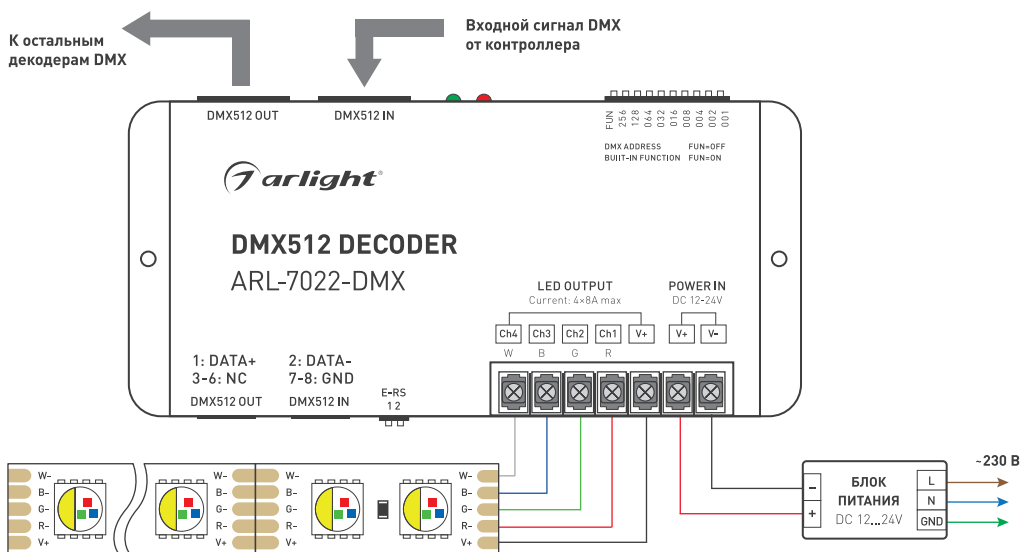 К остальным
декодерам DMX
Входной сигнал DMX
от контроллера
DMX512 OUT
DMX512 IN
FUN
256
128
064
032
016
008
004
002
001
DMX ADDRESS FUN=OFF
BUIIT-IN FUNCTION FUN=ON
arlight
DMX512 DECODER
ARL-7022-DMX
LED OUTPUT
Current: 4×8A max
POWER IN
DC 12-24V
Ch4 Ch3 Ch2 Ch1 V+ V+ V-
W B G R
1: DATA+ 2: DATA-
3-6: NC 7-8: GND
DMX512 OUT DMX512 IN
E-RS
1 2
W-
B-
G-
R-
V+
W-
B-
G-
R-
V+
W-
B-
G-
R-
V+
W-
B-
G-
R-
V+
БЛОК
ПИТАНИЯ
DC 12...24V
−
+
L
N
GND
~230 В